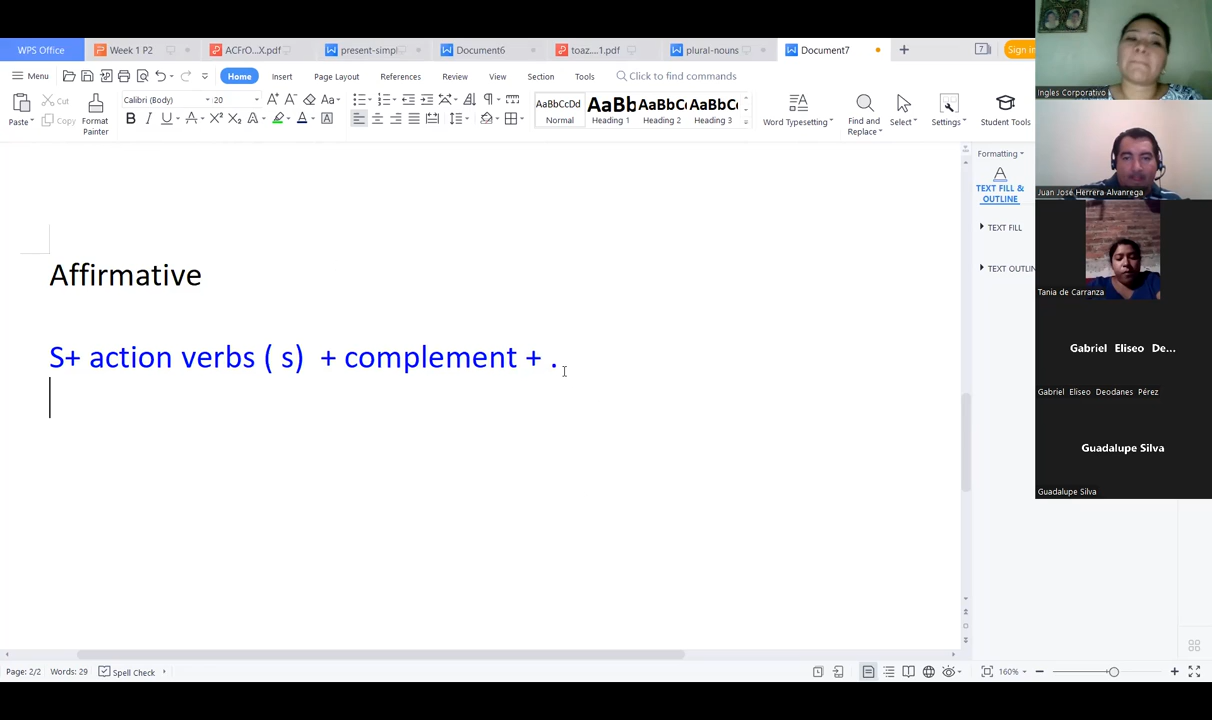 WPS Office
Week 1 P2
ACFrO...X.pdf
present-simpl
Document6
toaz....1.pdf
plural-nouns
Document7
Sign in
Menu
Home
Insert
Page Layout
References
Review
View
Section
Tools
Click to find commands
Paste
Cut
Copy
Format Painter
Calibri (Body)
20
AaBbCcDd
Normal
AaBb
Heading 1
AaBbC
Heading 2
AaBbC
Heading 3
Word Typesetting
Find and Replace
Select
Settings
Student Tools
Formatting
TEXT FILL & OUTLINE
TEXT FILL
TEXT OUTLIN
Affirmative
S+ action verbs ( s)  + complement + .
Ingles Corporativo
Juan José Herrera Alvanrega
Tania de Carranza
Gabriel Eliseo De...
Gabriel Eliseo Deodanes Pérez
Guadalupe Silva
Guadalupe Silva
Page: 2/2
Words: 29
Spell Check
160%